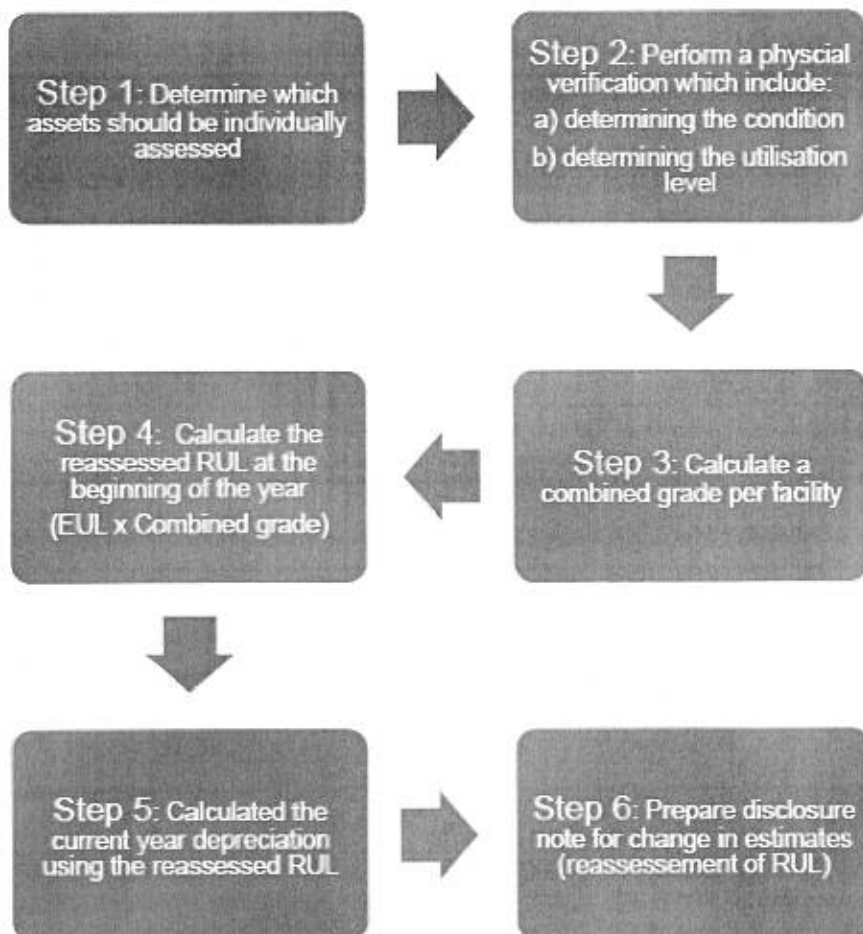 Step 1: Determine which
assets should be individually
assessed
Step 2: Perform a physcial
verification which include:
a) determining the condition
b) determining the utilisation
level
Step 3: Calculate a
combined grade per facility
Step 4: Calculate the
reassessed RUL at the
beginning of the year
(EUL x Combined grade)
Step 5: Calculated the
current year depreciation
using the reassessed RUL
Step 6: Prepare disclosure
note for change in estimates
(reassessement of RUL)